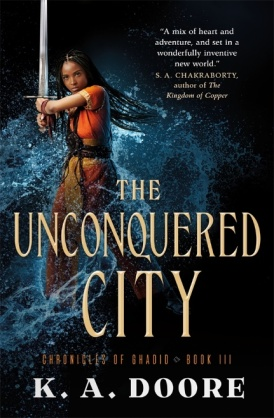 "A mix of heart and
adventure, and set in a
wonderfully inventive
new world."
S. A. CHAKRABORTY,
author of The
Kingdom of Copper
THE
UNCONQUERED
CITY
CHRONICLES OF GHADID BOOK III
K. A. DOORE